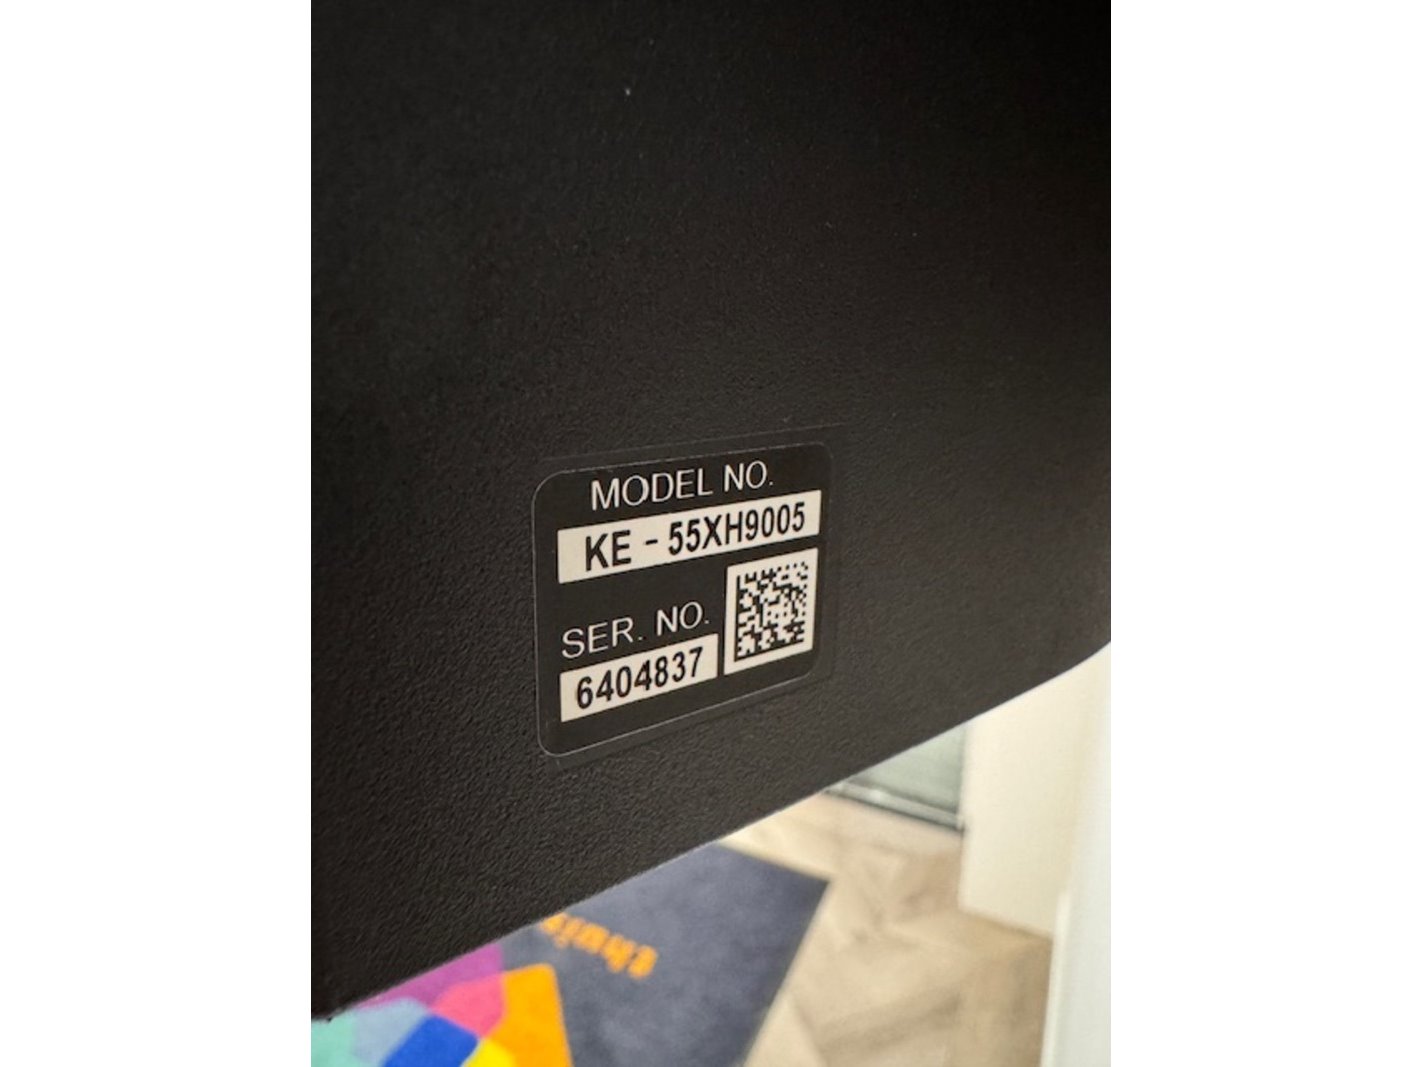 MODEL NO.
KE - 55XH9005
SER. NO.
6404837